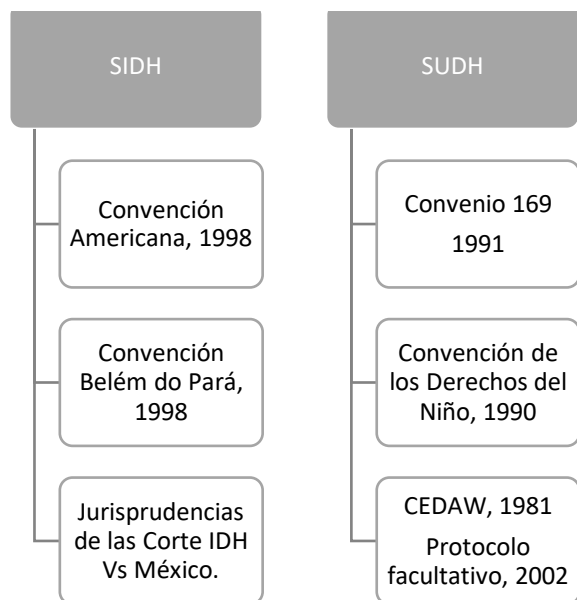 SIDH
Convención
Americana, 1998
Convención
Belém do Pará,
1998
Jurisprudencias
de las Corte IDH
Vs México.
SUDH
Convenio 169
1991
Convención de
los Derechos del
Niño, 1990
CEDAW, 1981
Protocolo
facultativo, 2002